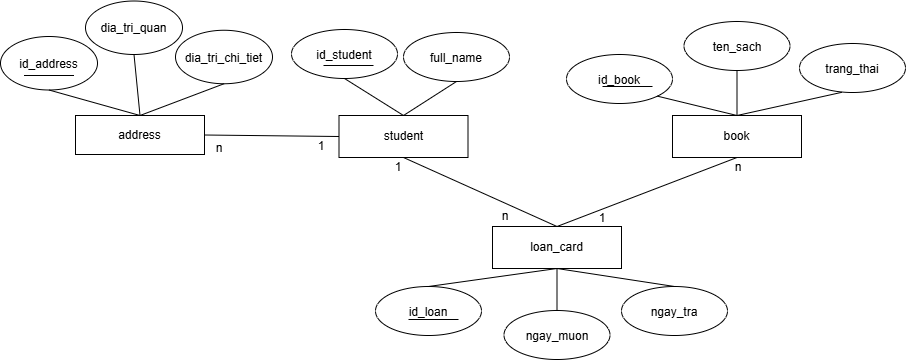 dia_tri_quan
id_address
dia_tri_chi_tiet
id_student
full_name
ten_sach
id_book
trang_thai
address
student
book
n
1
1
n
n
1
loan_card
id_loan
ngay_muon
ngay_tra